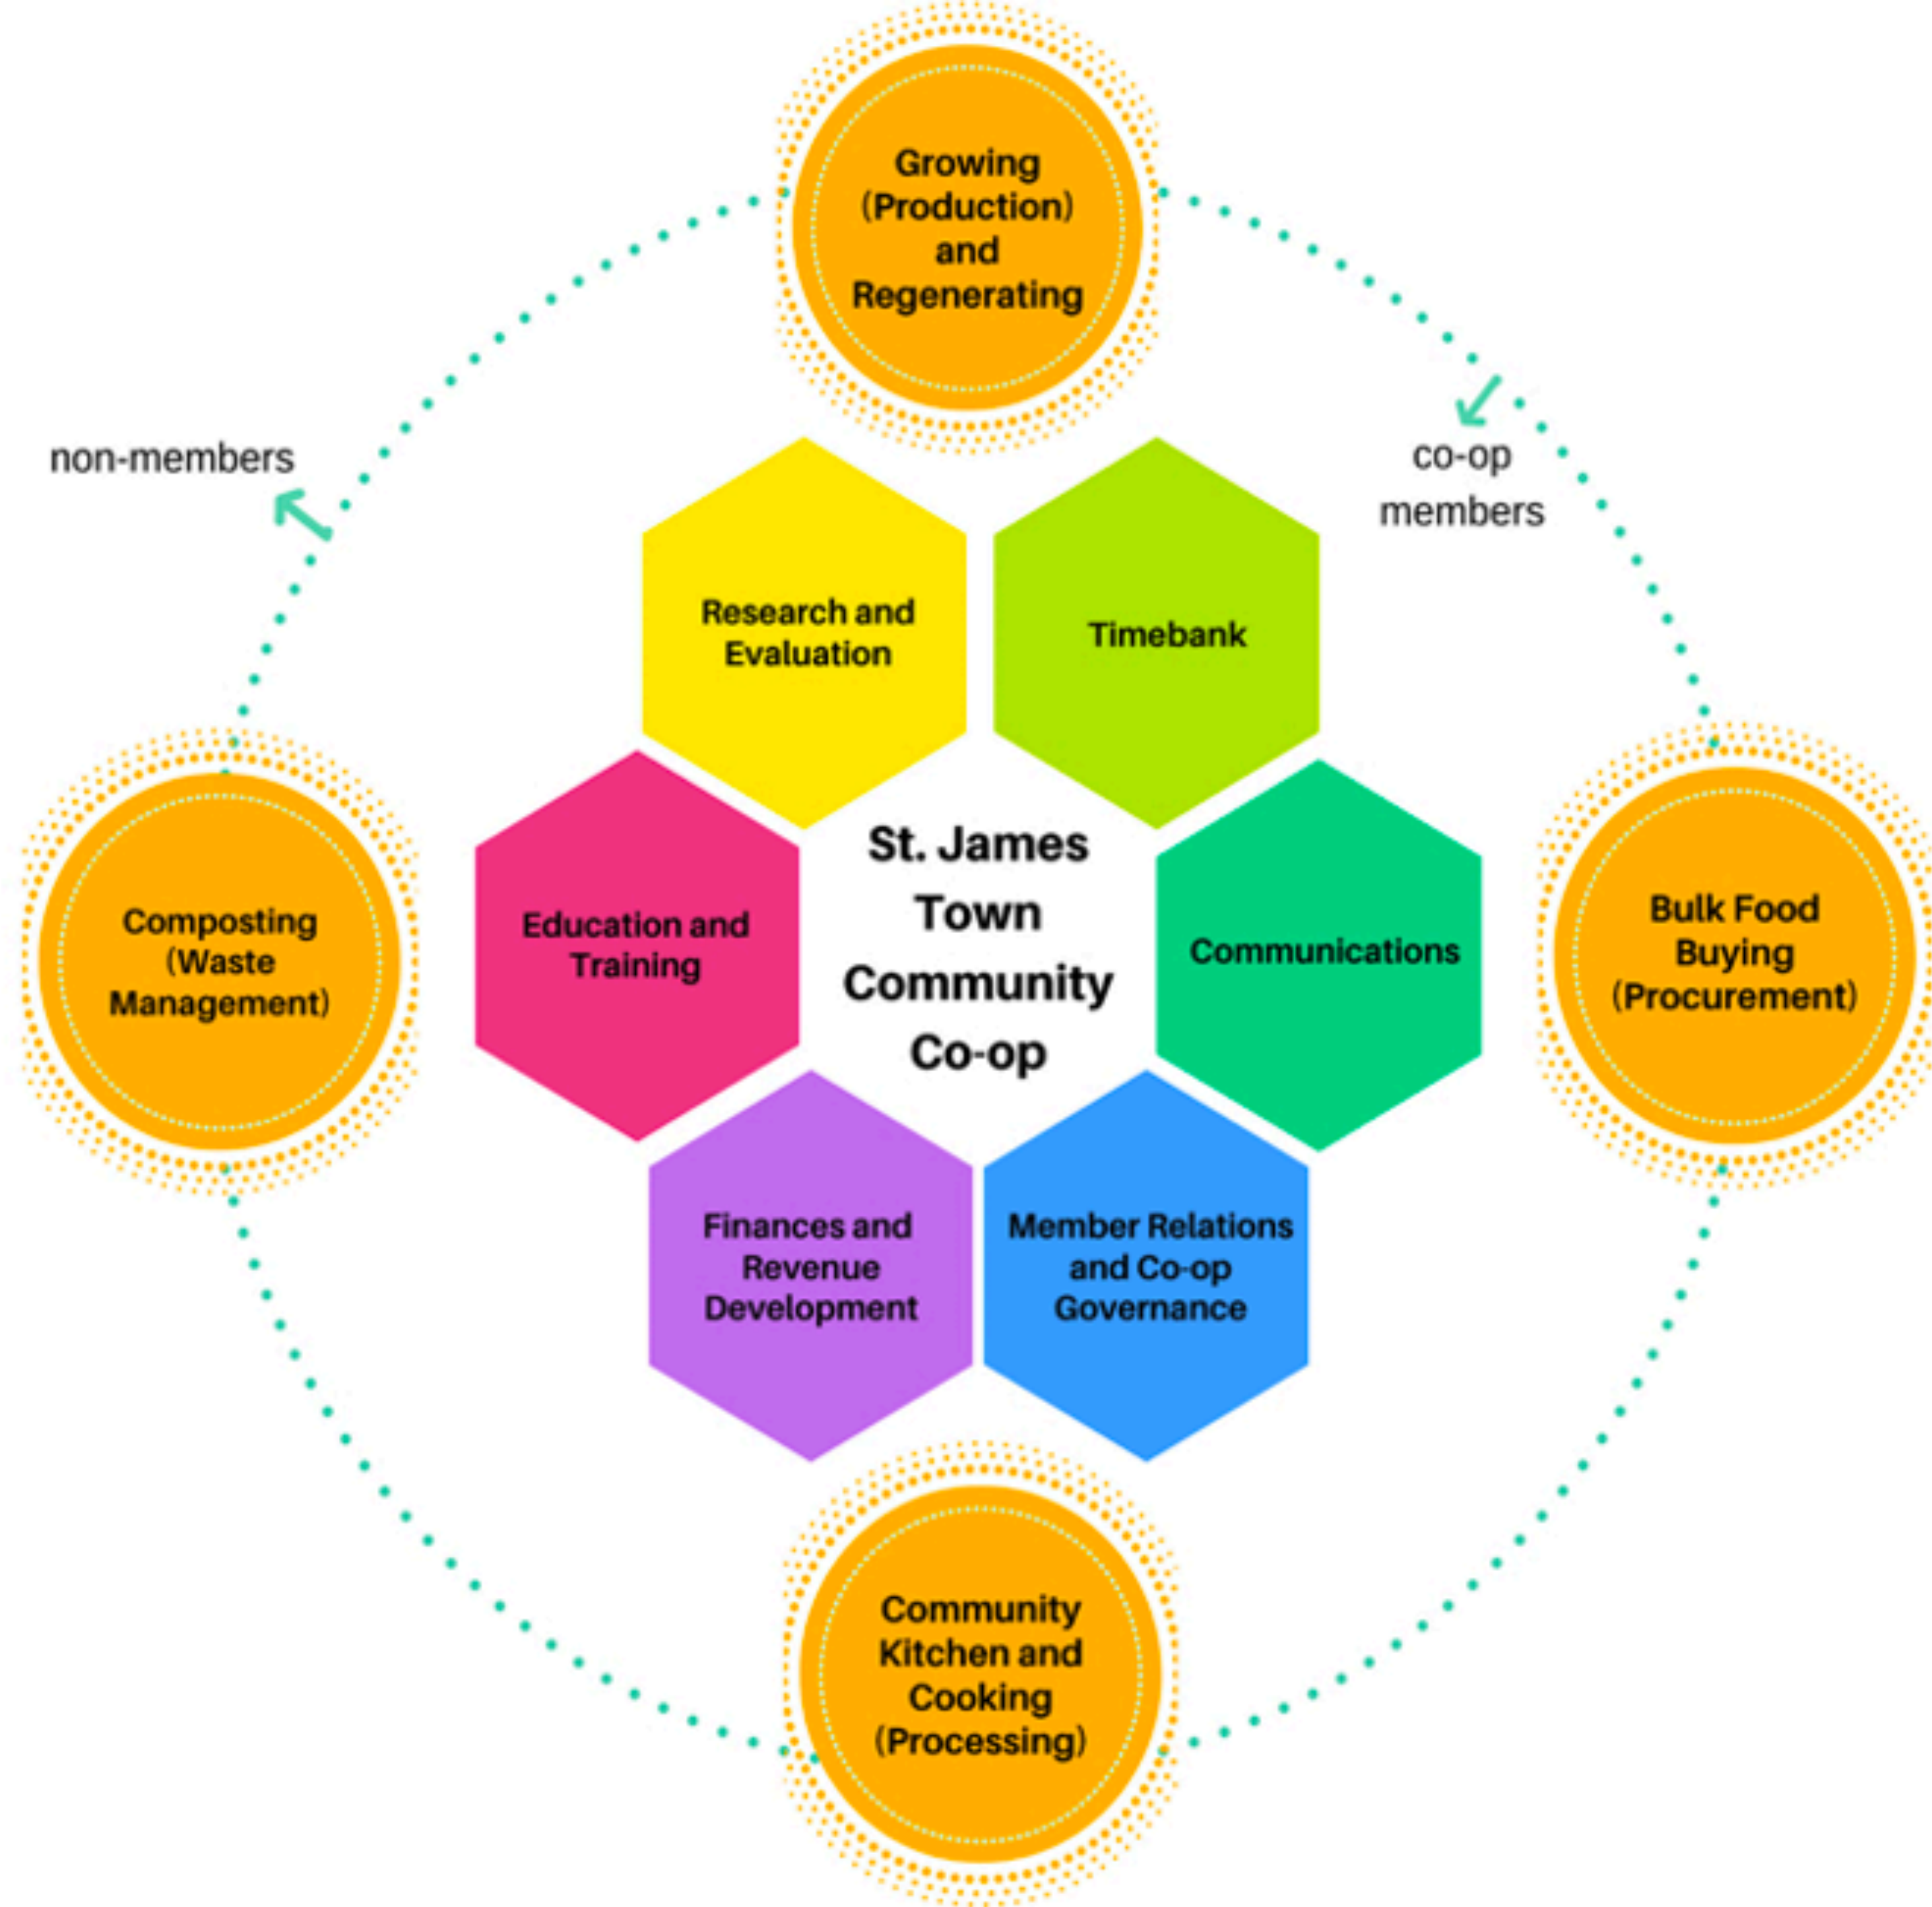 Growing
(Production)
and
Regenerating
non-members
co-op
members
Research and
Evaluation
Timebank
Composting
(Waste
Management)
Education and
Training
St. James
Town
Community
Co-op
Communications
Bulk Food
Buying
(Procurement)
Finances and
Revenue
Development
Member Relations
and Co-op
Governance
Community
Kitchen and
Cooking
(Processing)